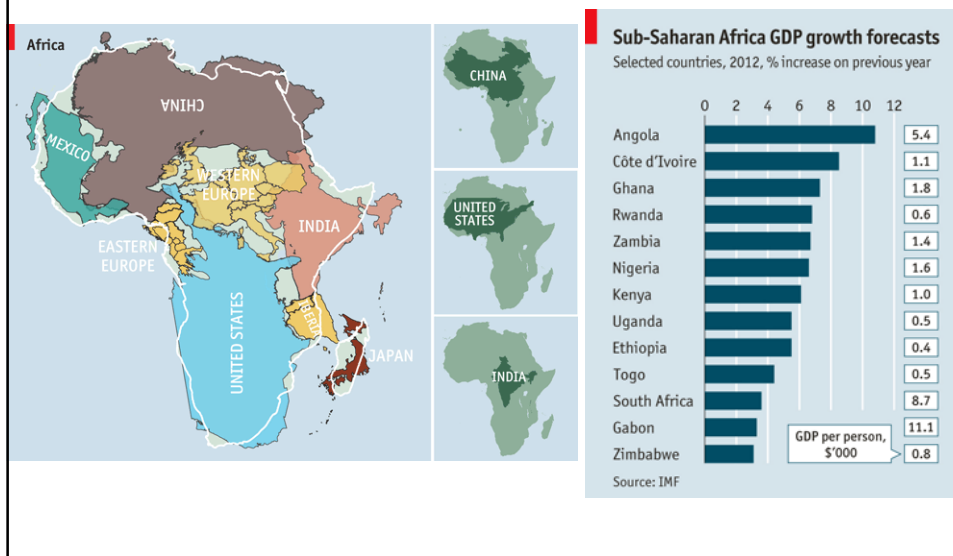 Africa
CHINA
MEXICO
WESTERN
EUROPE
INDIA
EASTERN
EUROPE
UNITED STATES
IBERIA
JAPAN
CHINA
UNITED
STATES
INDIA
Sub-Saharan Africa GDP growth forecasts
Selected countries, 2012, % increase on previous year
0 2 4 6 8 10 12
Angola 5.4
Côte d'Ivoire 1.1
Ghana 1.8
Rwanda 0.6
Zambia 1.4
Nigeria 1.6
Kenya 1.0
Uganda 0.5
Ethiopia 0.4
Togo 0.5
South Africa 8.7
Gabon 11.1
GDP per person,
$'000
Zimbabwe 0.8
Source: IMF